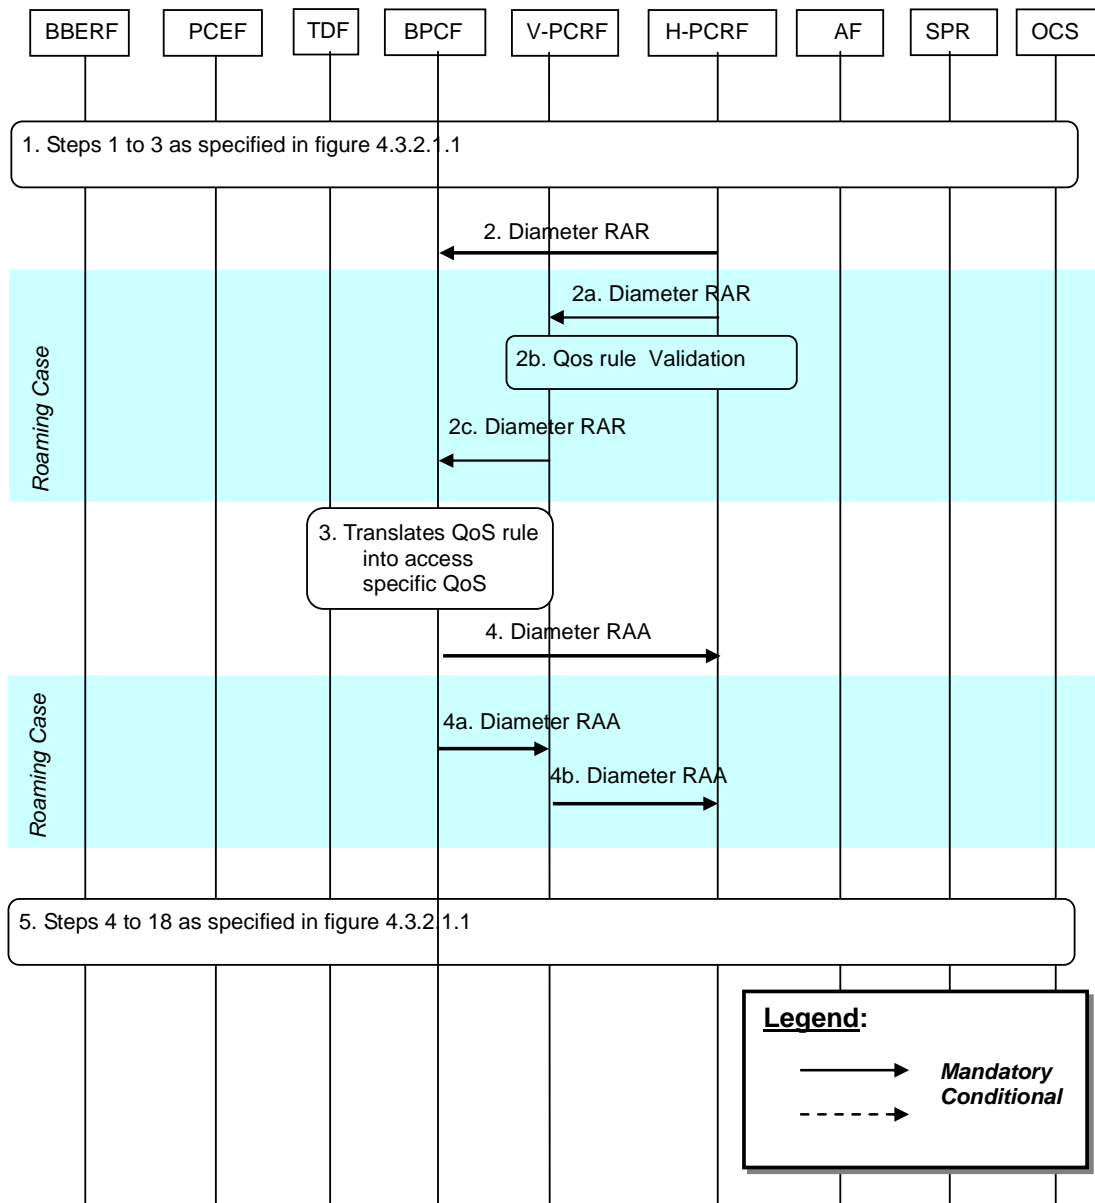 BBERF PCEF TDF BPCF V-PCRF H-PCRF AF SPR OCS
1. Steps 1 to 3 as specified in figure 4.3.2.1.1
2. Diameter RAR
Roaming Case
2a. Diameter RAR
2b. Qos rule Validation
2c. Diameter RAR
3. Translates QoS rule
into access
specific QoS
4. Diameter RAA
Roaming Case
4a. Diameter RAA
4b. Diameter RAA
5. Steps 4 to 18 as specified in figure 4.3.2.1.1
Legend:
Mandatory
Conditional